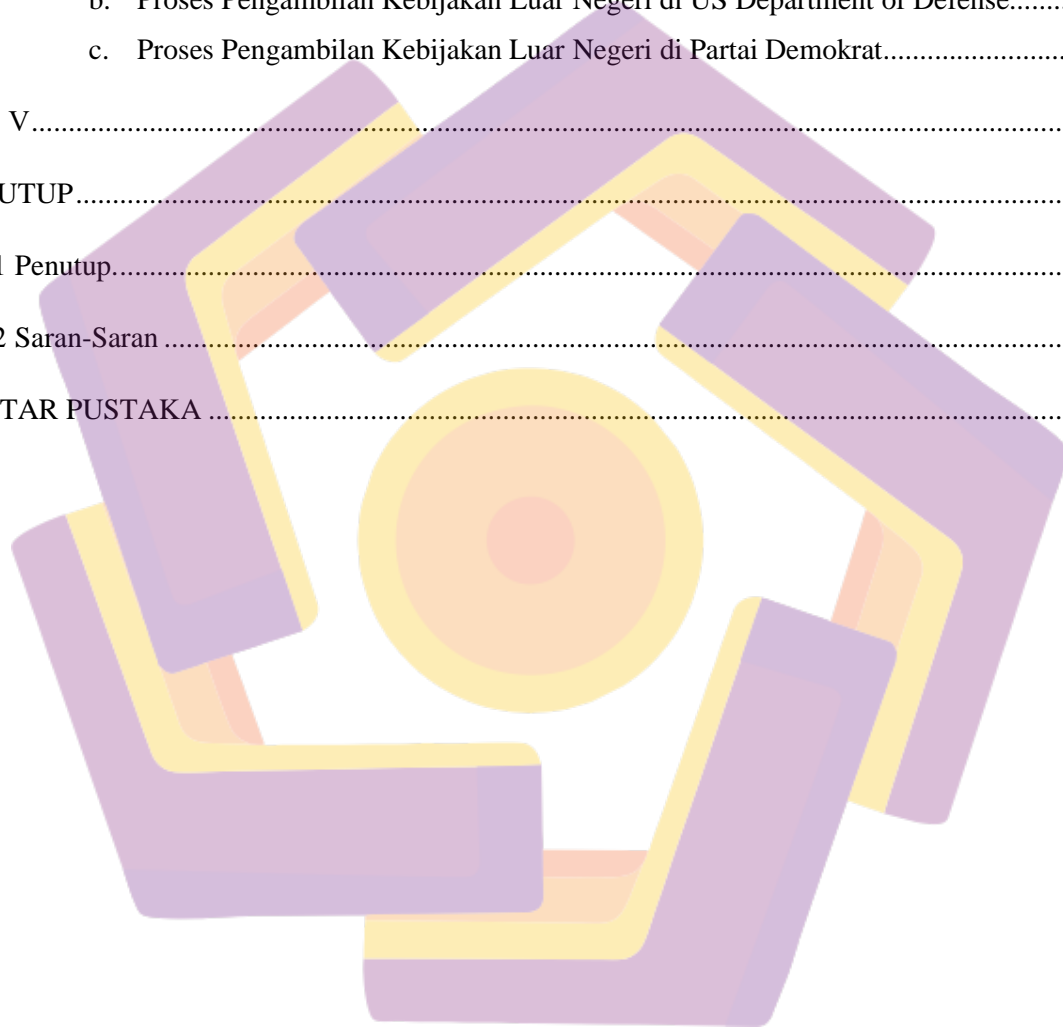 b. Proses Pengambilan Kebijakan Luar Negeri di US Department of Defense.......
c. Proses Pengambilan Kebijakan Luar Negeri di Partai Demokrat.........................
V.......................................................................................................................................
UTUP...............................................................................................................................
1 Penutup..........................................................................................................................
2 Saran-Saran ...................................................................................................................
TAR PUSTAKA ..............................................................................................................